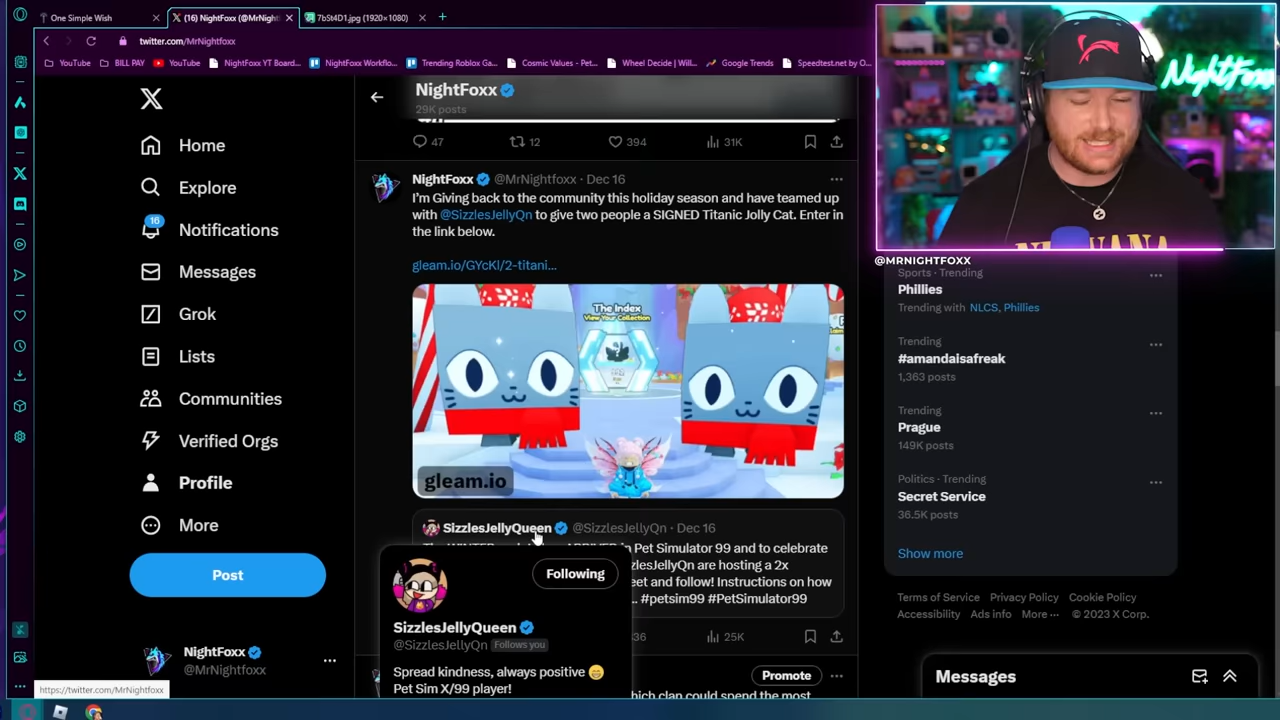 One Simple Wish
(16) NightFoxx (@MrNight
7bSt4D1.jpg (1920×1080)
twitter.com/MrNightfoxx
YouTube
BILL PAY
YouTube
NightFoxx YT Board...
NightFoxx Workflo...
Trending Roblox Ga...
Cosmic Values - Pet...
Wheel Decide | Will...
Google Trends
Speedtest.net by O
NightFoxx
29K posts
47
12
394
31K
Home
Explore
16
Notifications
Messages
Grok
Lists
Communities
Verified Orgs
Profile
More
Post
NightFoxx
@MrNightfoxx
https://twitter.com/MrNightfoxx
NightFoxx @MrNightfoxx · Dec 16
I'm Giving back to the community this holiday season and have teamed up
with @SizzlesJellyQn to give two people a SIGNED Titanic Jolly Cat. Enter in
the link below.
gleam.io/GYcKl/2-titani...
The Index
View Your Collection
gleam.io
SizzlesJellyQueen @SizzlesJellyQn · Dec 16
in Pet Simulator 99 and to celebrate
zlesJellyQn are hosting a 2x
eet and follow! Instructions on how
... #petsim99 #PetSimulator99
36
25K
Following
SizzlesJellyQueen
@SizzlesJellyQn Follows you
Spread kindness, always positive 😁
Pet Sim X/99 player!
Promote
hich clan could spend the most
NightFoxx
NIRVANA
@MRNIGHTFOXX
Sports · Trending
Phillies
Trending with NLCS, Phillies
Trending
#amandaisafreak
1,363 posts
Trending
Prague
149K posts
Politics · Trending
Secret Service
36.5K posts
Show more
Terms of Service Privacy Policy Cookie Policy
Accessibility Ads info More ··· © 2023 X Corp.
Messages